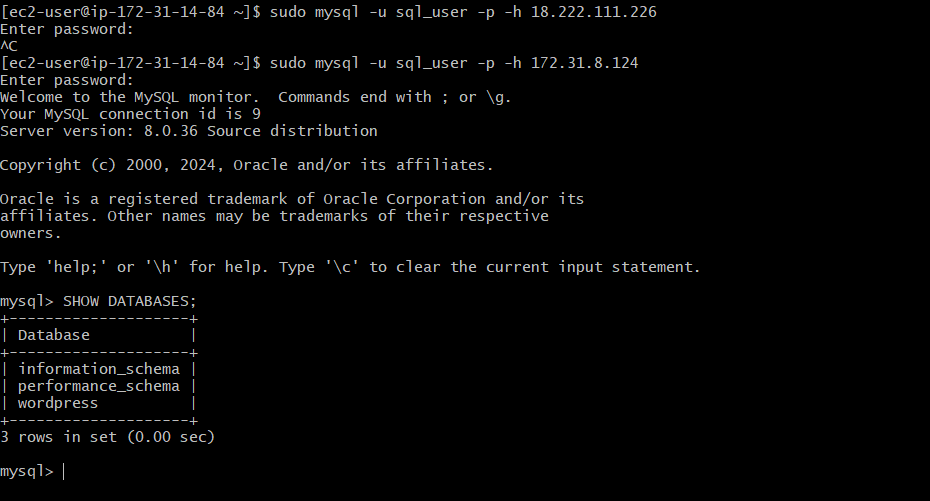 [ec2-user@ip-172-31-14-84 ~]$ sudo mysql -u sql_user -p -h 18.222.111.226
Enter password:
^C
[ec2-user@ip-172-31-14-84 ~]$ sudo mysql -u sql_user -p -h 172.31.8.124
Enter password:
Welcome to the MySQL monitor.  Commands end with ; or \g.
Your MySQL connection id is 9
Server version: 8.0.36 Source distribution

Copyright (c) 2000, 2024, Oracle and/or its affiliates.

Oracle is a registered trademark of Oracle Corporation and/or its
affiliates. Other names may be trademarks of their respective
owners.

Type 'help;' or '\h' for help. Type '\c' to clear the current input statement.

mysql> SHOW DATABASES;
+--------------------+
| Database           |
+--------------------+
| information_schema |
| performance_schema |
| wordpress          |
+--------------------+
3 rows in set (0.00 sec)

mysql>